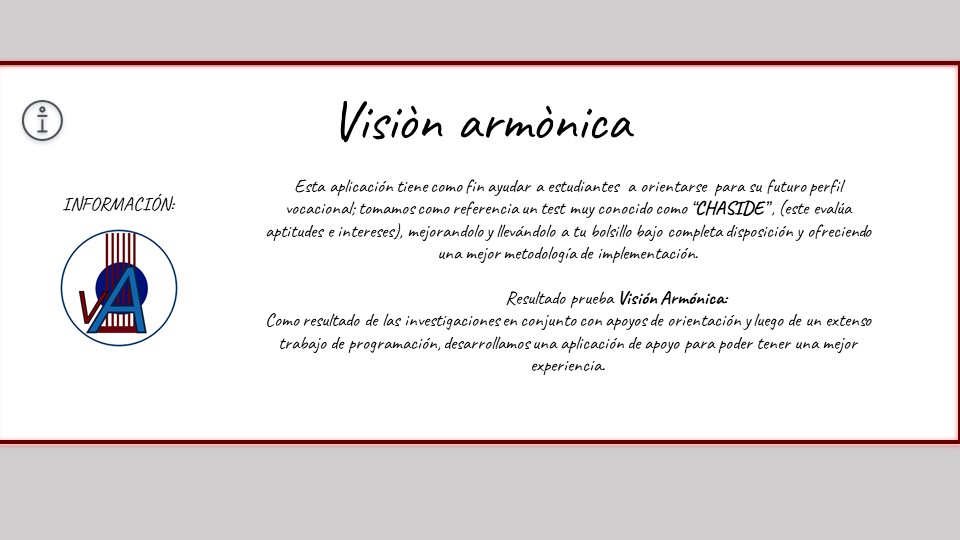 Visiòn armònica
INFORMACIÓN:
VA
Esta aplicación tiene como fin ayudar a estudiantes a orientarse para su futuro perfil
vocacional; tomamos como referencia un test muy conocido como “CHASIDE”, (este evalúa
aptitudes e intereses), mejorandolo y llevándolo a tu bolsillo bajo completa disposición y ofreciendo
una mejor metodología de implementación.
Resultado prueba Visión Armónica:
Como resultado de las investigaciones en conjunto con apoyos de orientación y luego de un extenso
trabajo de programación, desarrollamos una aplicación de apoyo para poder tener una mejor
experiencia.